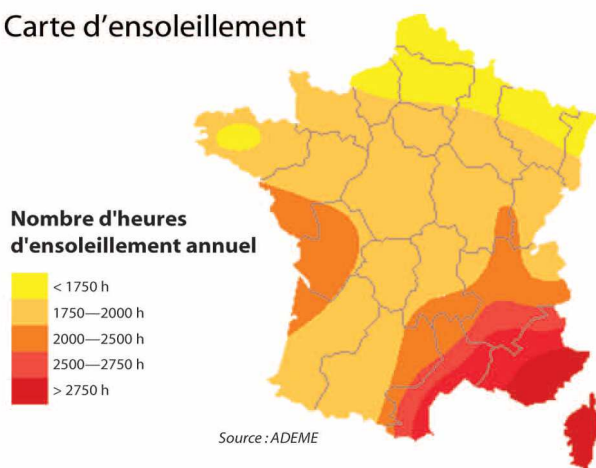 Carte d’ensoleillement
Nombre d'heures
d'ensoleillement annuel
< 1750 h
1750—2000 h
2000—2500 h
2500—2750 h
> 2750 h
Source : ADEME